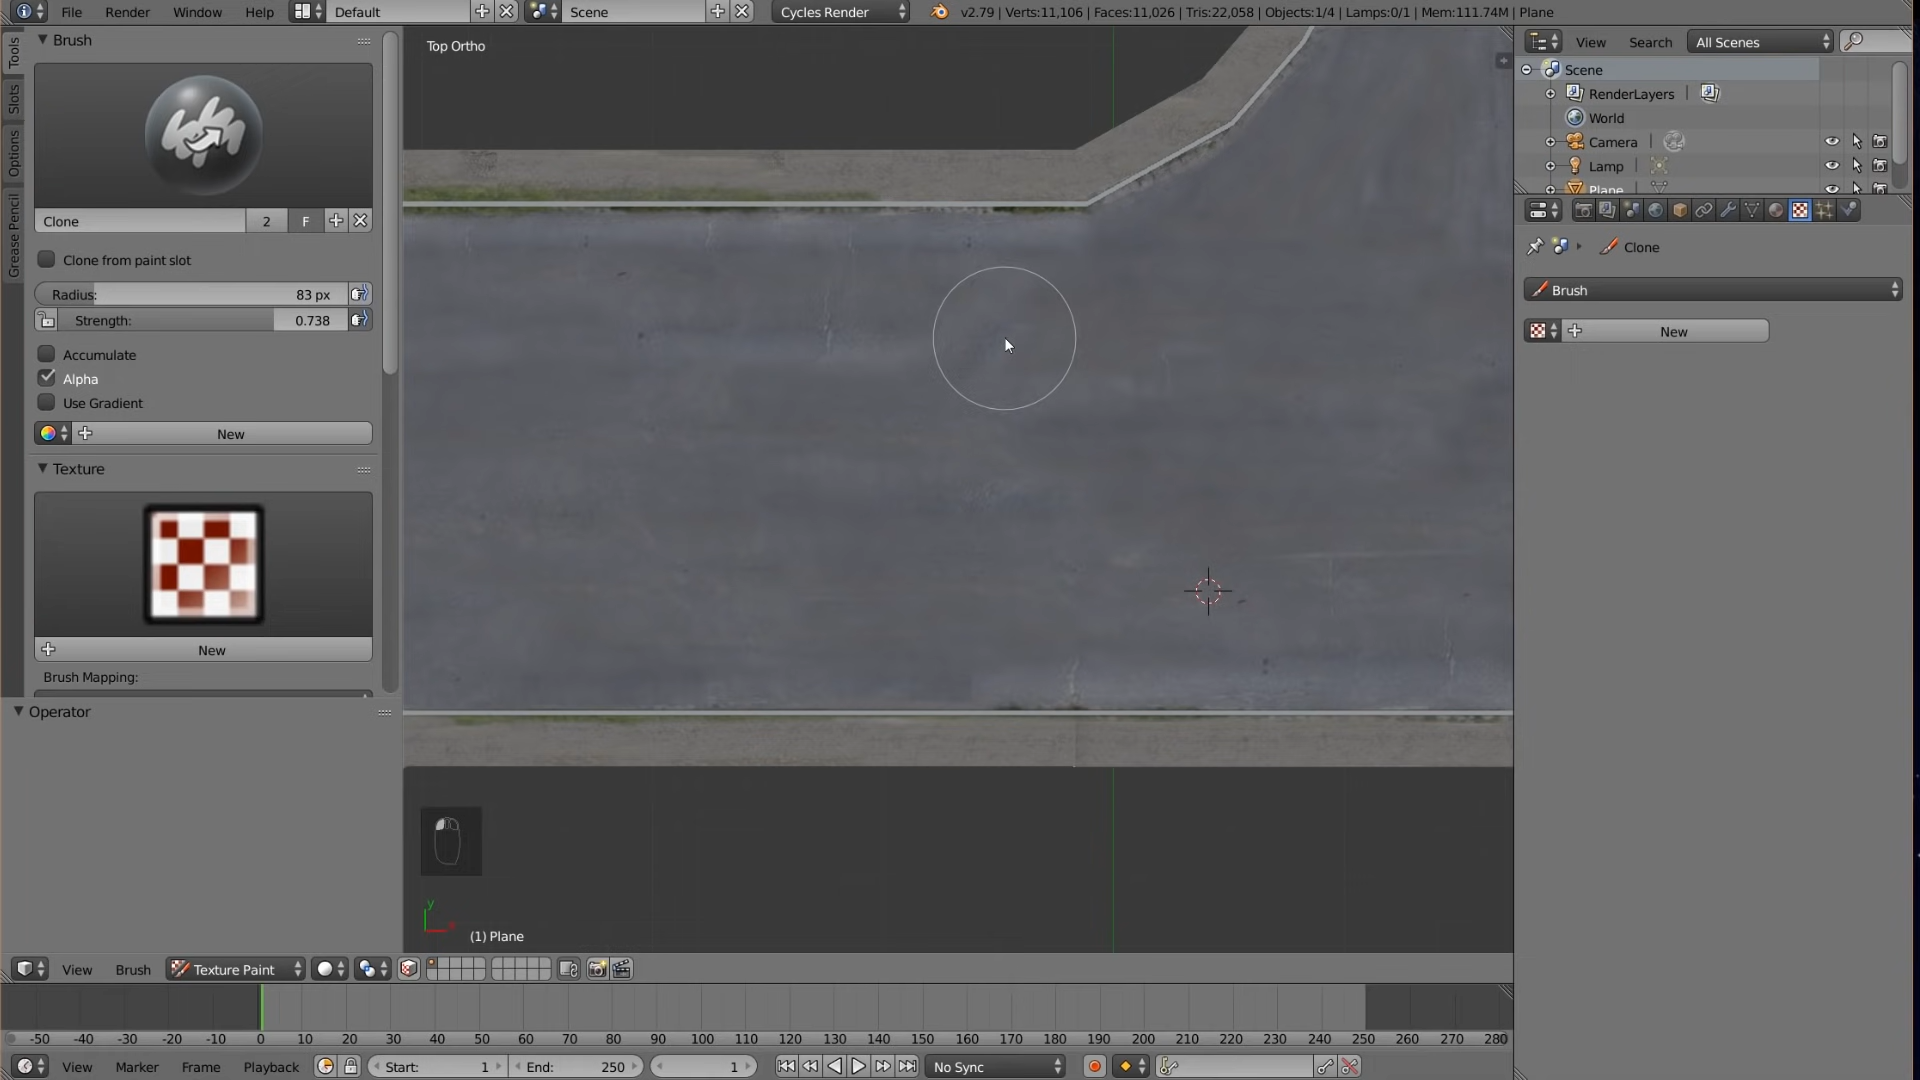 File Render Window Help Default Scene Cycles Render v2.79 | Verts:11,106 | Faces:11,026 | Tris:22,058 | Objects:1/4 | Lamps:0/1 | Mem:111.74M | Plane
Tools
Slots
Options
Grease Pencil
Brush
Clone 2 F
Clone from paint slot
Radius: 83 px
Strength: 0.738
Accumulate
Alpha
Use Gradient
New
Texture
New
Brush Mapping:
Operator
Top Ortho
y
x
(1) Plane
View Search All Scenes
Scene
RenderLayers
World
Camera
Lamp
Plane
Clone
Brush
New
View Brush Texture Paint
-50 -40 -30 -20 -10 0 10 20 30 40 50 60 70 80 90 100 110 120 130 140 150 160 170 180 190 200 210 220 230 240 250 260 270 280
View Marker Frame Playback Start: 1 End: 250 1 No Sync